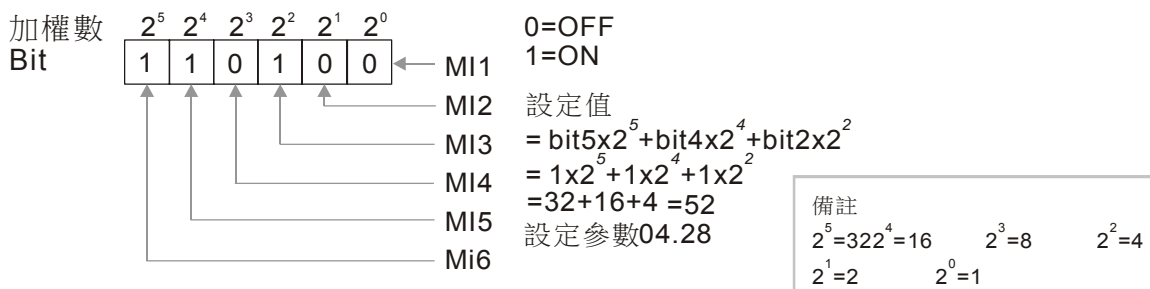 加權數 2⁵ 2⁴ 2³ 2² 2¹ 2⁰ 0=OFF
Bit 1 1 0 1 0 0 MI1 1=ON
MI2 設定值
MI3 = bit5x2⁵+bit4x2⁴+bit2x2²
MI4 = 1x2⁵+1x2⁴+1x2²
=32+16+4 =52
MI5 設定參數04.28
Mi6
備註
2⁵=322⁴=16 2³=8 2²=4
2¹=2 2⁰=1